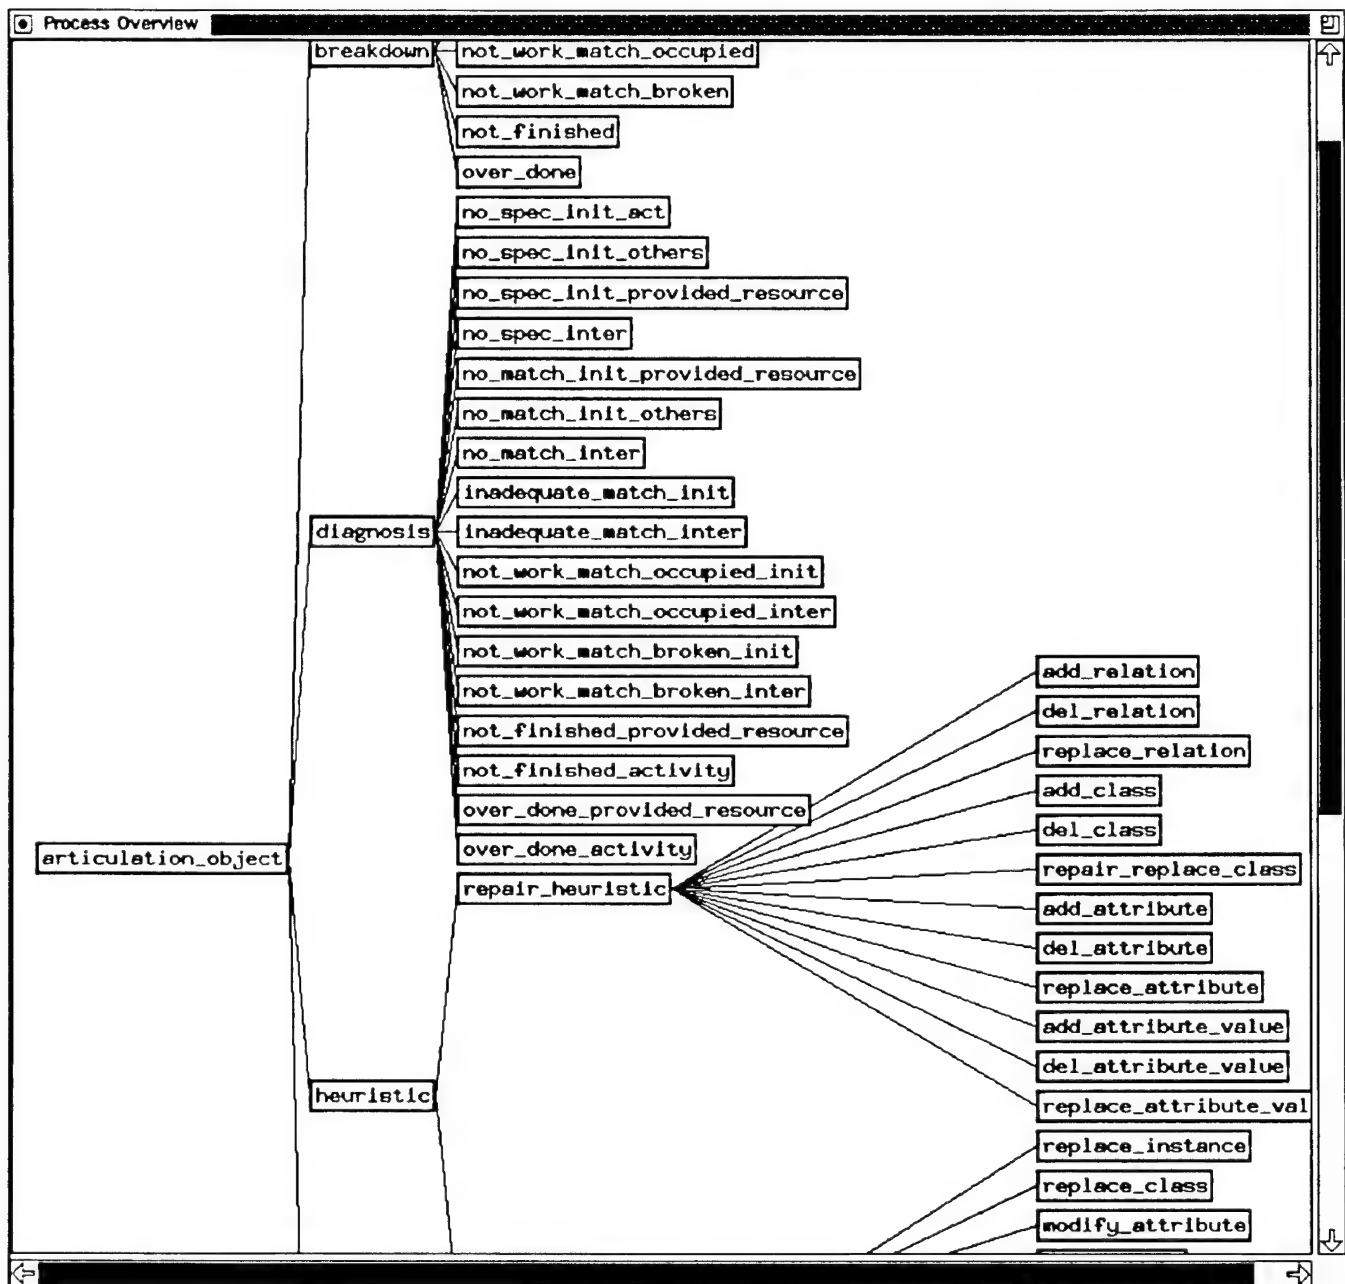 Process Overview
breakdown
not_work_match_occupied
not_work_match_broken
not_finished
over_done
no_spec_init_act
no_spec_init_others
no_spec_init_provided_resource
no_spec_inter
no_match_init_provided_resource
no_match_init_others
no_match_inter
inadequate_match_init
diagnosis
inadequate_match_inter
not_work_match_occupied_init
not_work_match_occupied_inter
not_work_match_broken_init
not_work_match_broken_inter
not_finished_provided_resource
not_finished_activity
over_done_provided_resource
over_done_activity
articulation_object
repair_heuristic
add_relation
del_relation
replace_relation
add_class
del_class
repair_replace_class
add_attribute
del_attribute
replace_attribute
add_attribute_value
del_attribute_value
replace_attribute_val
heuristic
replace_instance
replace_class
modify_attribute